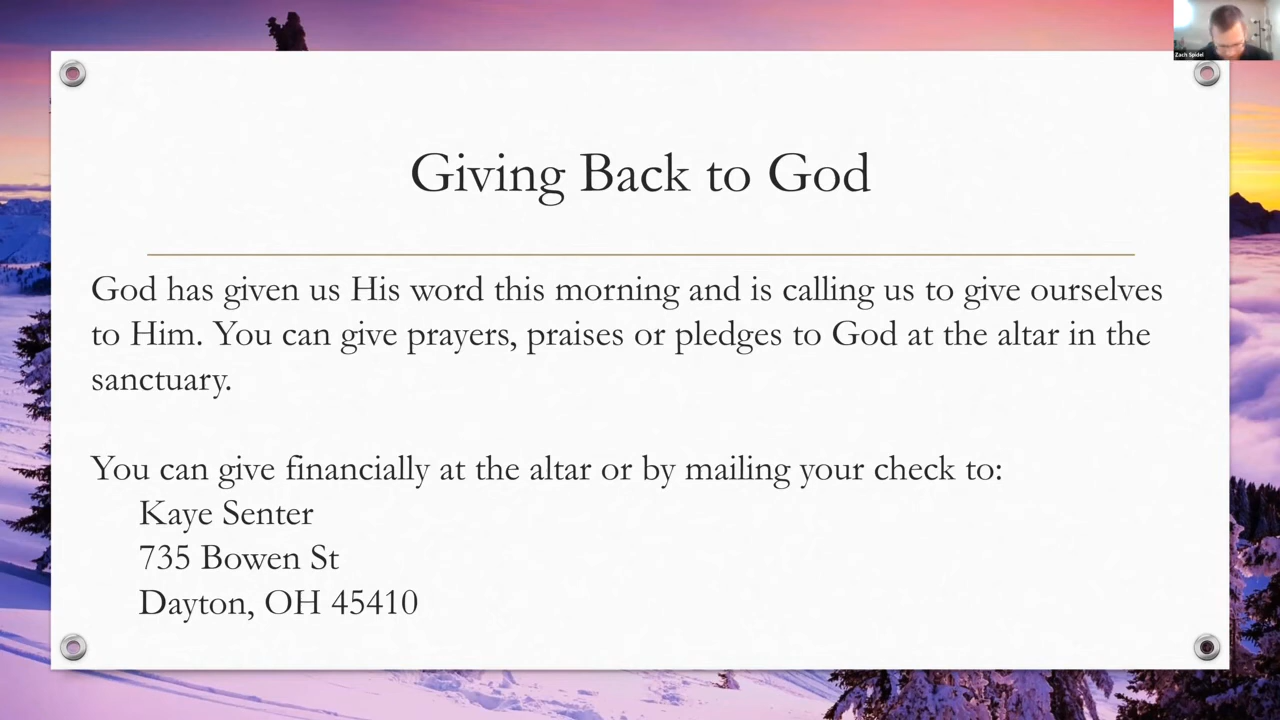 Zach Spidel
Giving Back to God
God has given us His word this morning and is calling us to give ourselves
to Him. You can give prayers, praises or pledges to God at the altar in the
sanctuary.
You can give financially at the altar or by mailing your check to:
Kaye Senter
735 Bowen St
Dayton, OH 45410